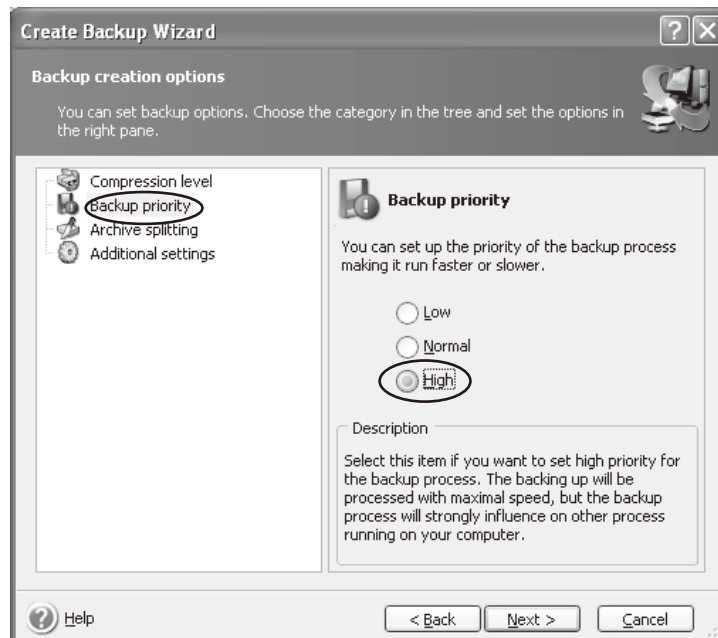 Create Backup Wizard
Backup creation options
You can set backup options. Choose the category in the tree and set the options in
the right pane.
Compression level
Backup priority
Archive splitting
Additional settings
Backup priority
You can set up the priority of the backup process
making it run faster or slower.
Low
Normal
High
Description
Select this item if you want to set high priority for
the backup process. The backing up will be
processed with maximal speed, but the backup
process will strongly influence on other process
running on your computer.
Help
< Back
Next >
Cancel